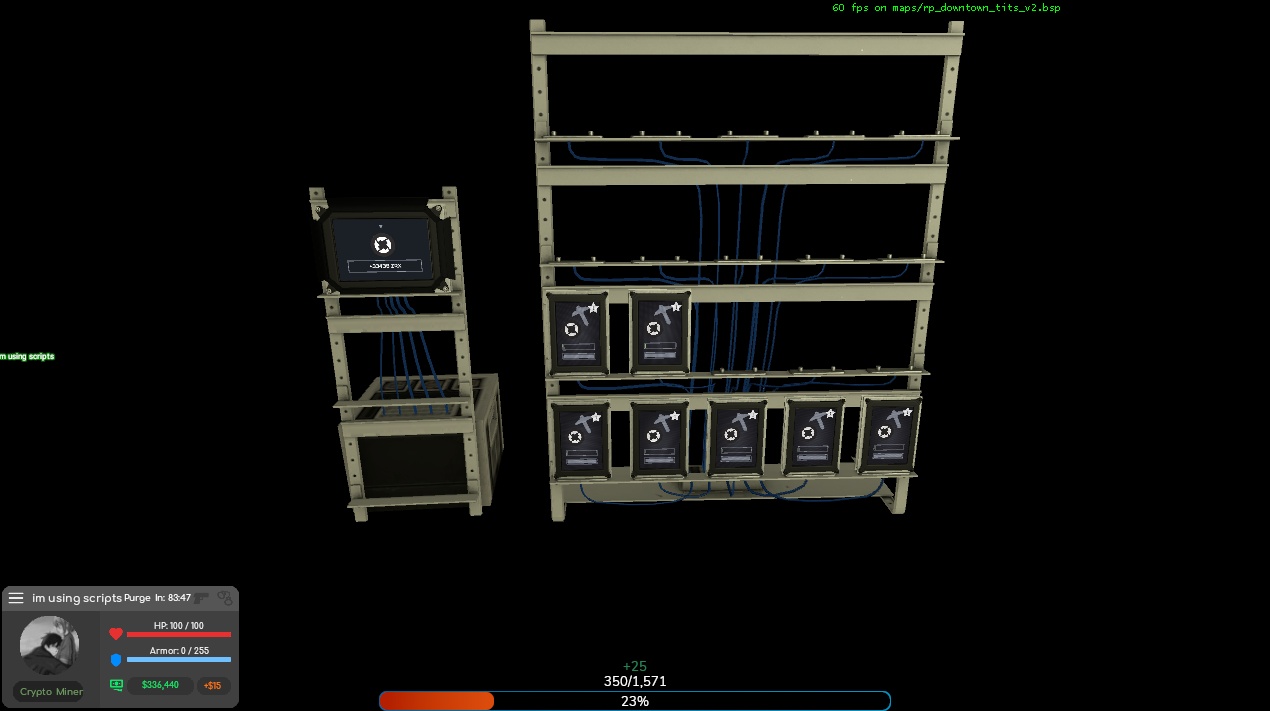 60 fps on maps/rp_downtown_tits_v2.bsp
m using scripts
im using scripts Purge In: 83:47
HP: 100 / 100
Armor: 0 / 255
$336,440 +$15
Crypto Miner
+25
350/1,571
23%